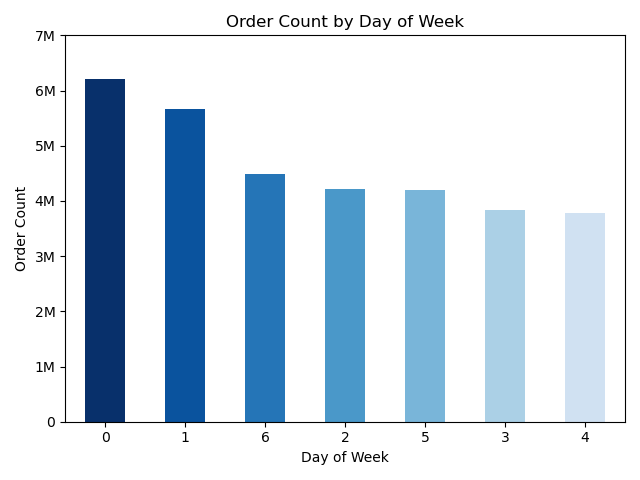 Order Count by Day of Week
7M
6M
5M
4M
3M
2M
1M
0
Order Count
0 1 6 2 5 3 4
Day of Week